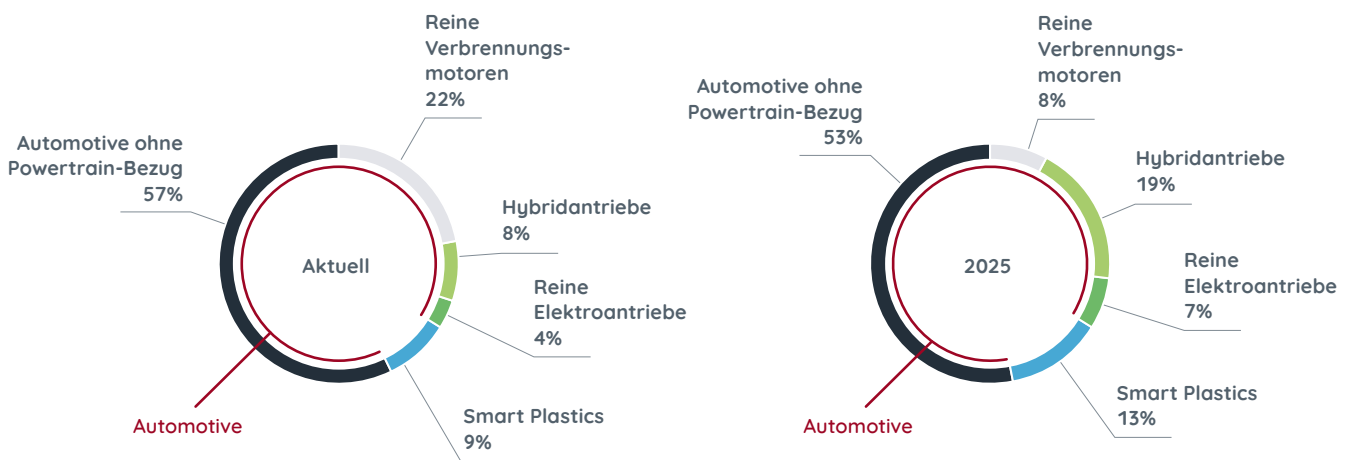 Reine
Verbrennungs-
motoren
22%
Automotive ohne
Powertrain-Bezug
57%
Hybridantriebe
8%
Aktuell
Reine
Elektroantriebe
4%
Smart Plastics
9%
Automotive
Reine
Verbrennungs-
motoren
8%
Automotive ohne
Powertrain-Bezug
53%
Hybridantriebe
19%
2025
Reine
Elektroantriebe
7%
Smart Plastics
13%
Automotive